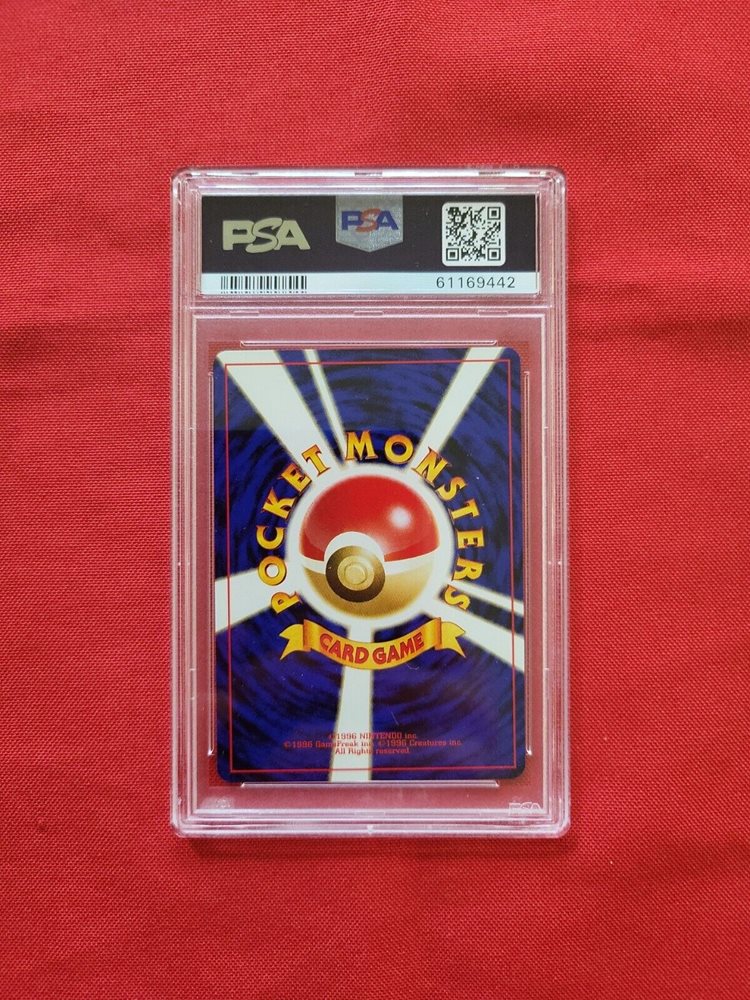 PSA
PSA
61169442
POCKET MONSTERS
CARD GAME
©1996 NINTENDO inc.
©1996 GameFreak inc. ©1996 Creatures inc.
All Rights reserved.
PSA